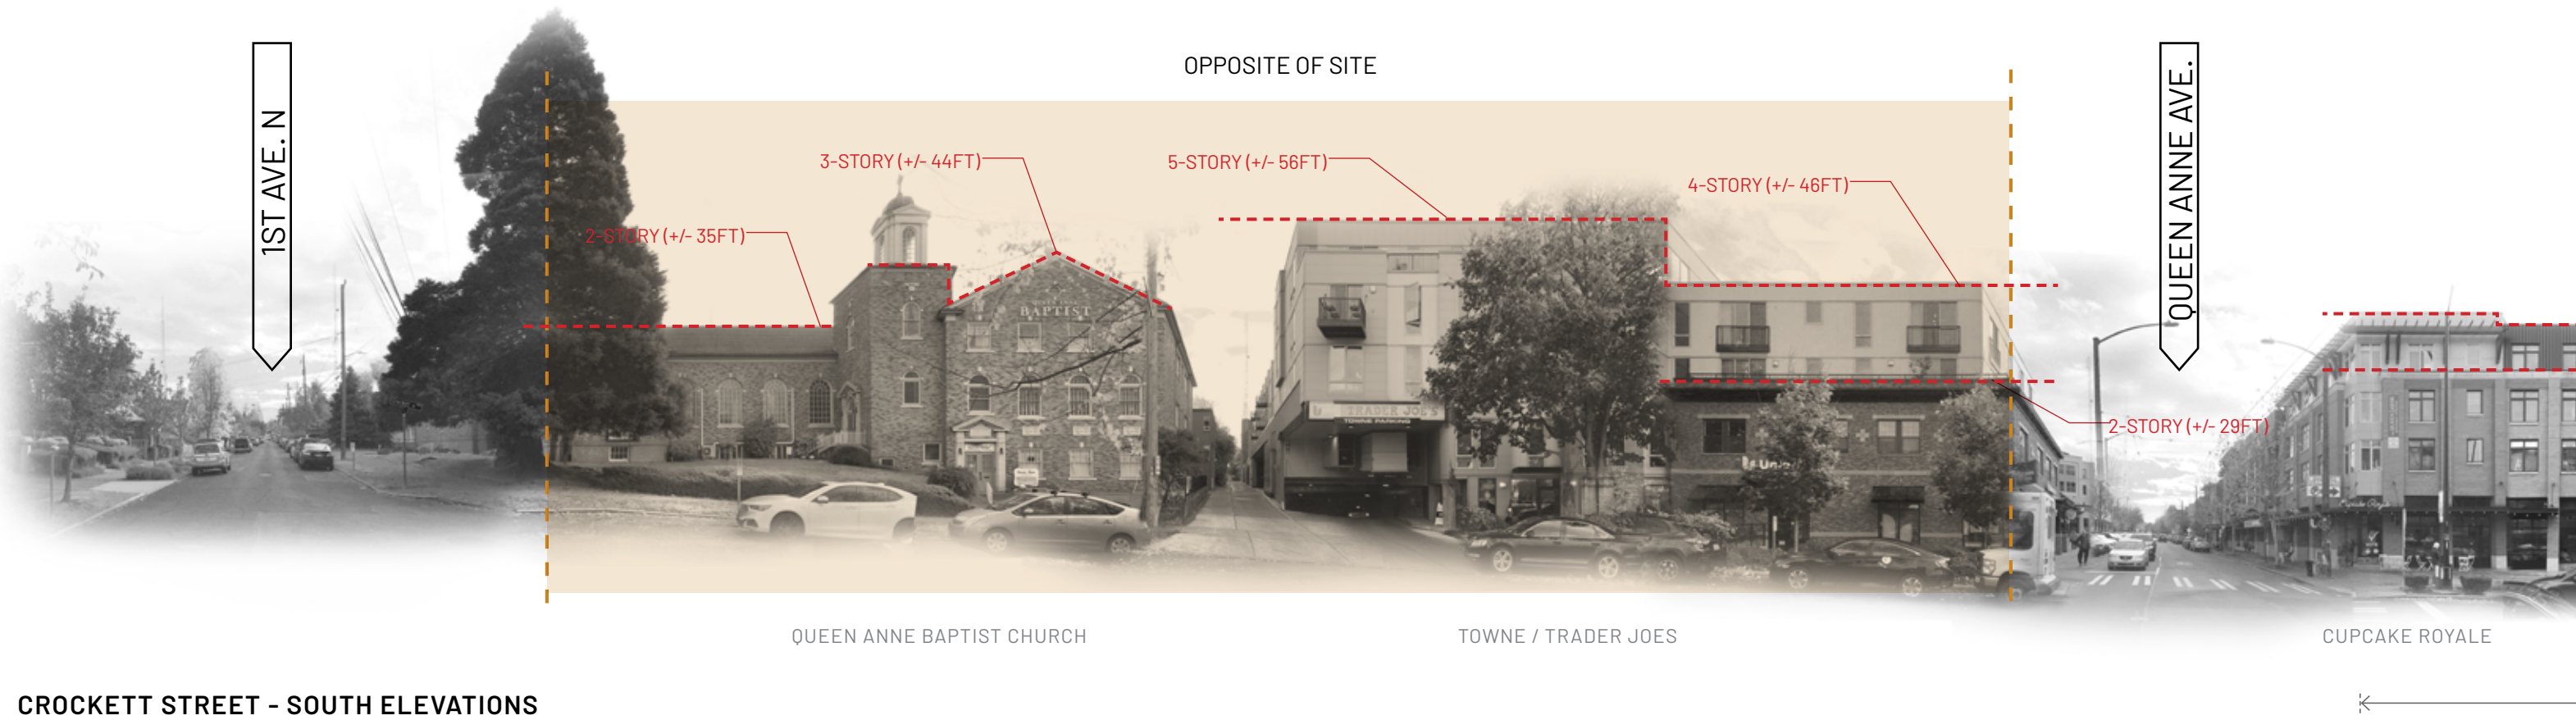 OPPOSITE OF SITE
1ST AVE. N
QUEEN ANNE AVE.
3-STORY (+/- 44FT)
5-STORY (+/- 56FT)
4-STORY (+/- 46FT)
2-STORY (+/- 35FT)
BAPTIST
TRADER JOE'S
TOWNE PARKING
2-STORY (+/- 29FT)
QUEEN ANNE BAPTIST CHURCH
TOWNE / TRADER JOES
CUPCAKE ROYALE
CROCKETT STREET - SOUTH ELEVATIONS